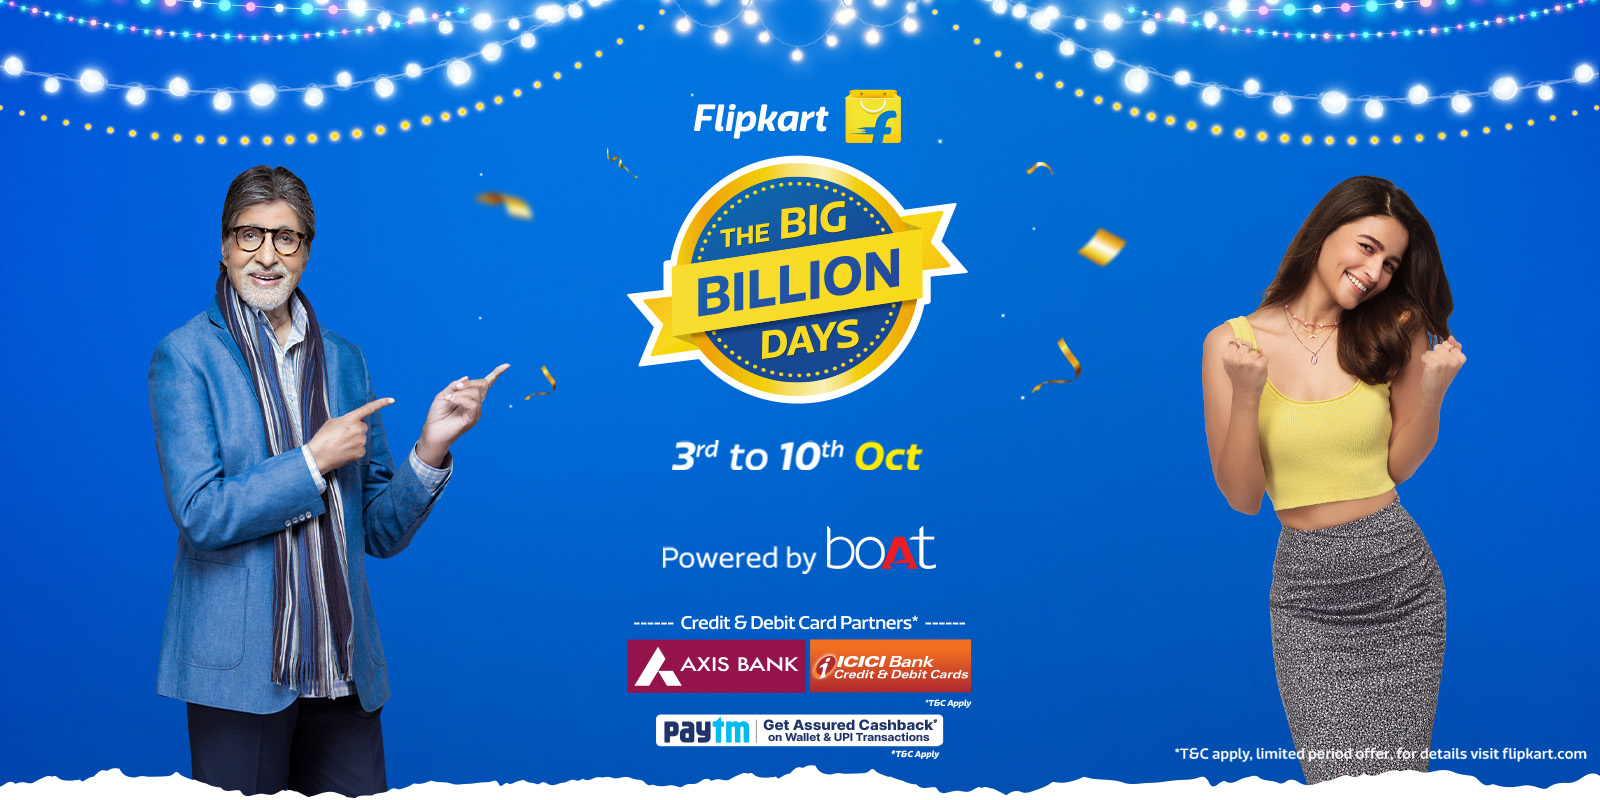 Flipkart
THE BIG
BILLION
DAYS
3rd to 10th Oct
Powered by boAt
------ Credit & Debit Card Partners* ------
AXIS BANK
ICICI Bank
Credit & Debit Cards
*T&C Apply
paytm
Get Assured Cashback#
on Wallet & UPI Transactions
#T&C Apply
*T&C apply, limited period offer, for details visit flipkart.com